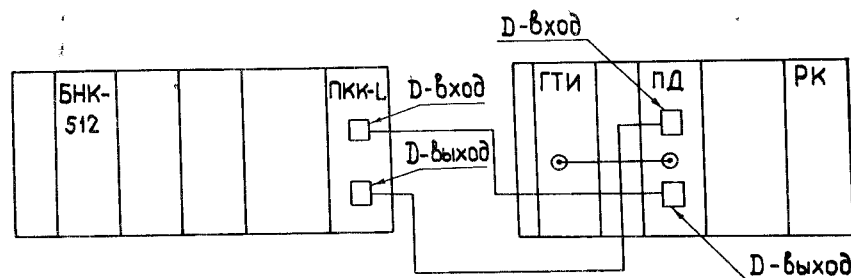 D-вход
БНК-
512
ПКК-L
D-вход
D-выход
ГТИ
ПД
РК
D-выход